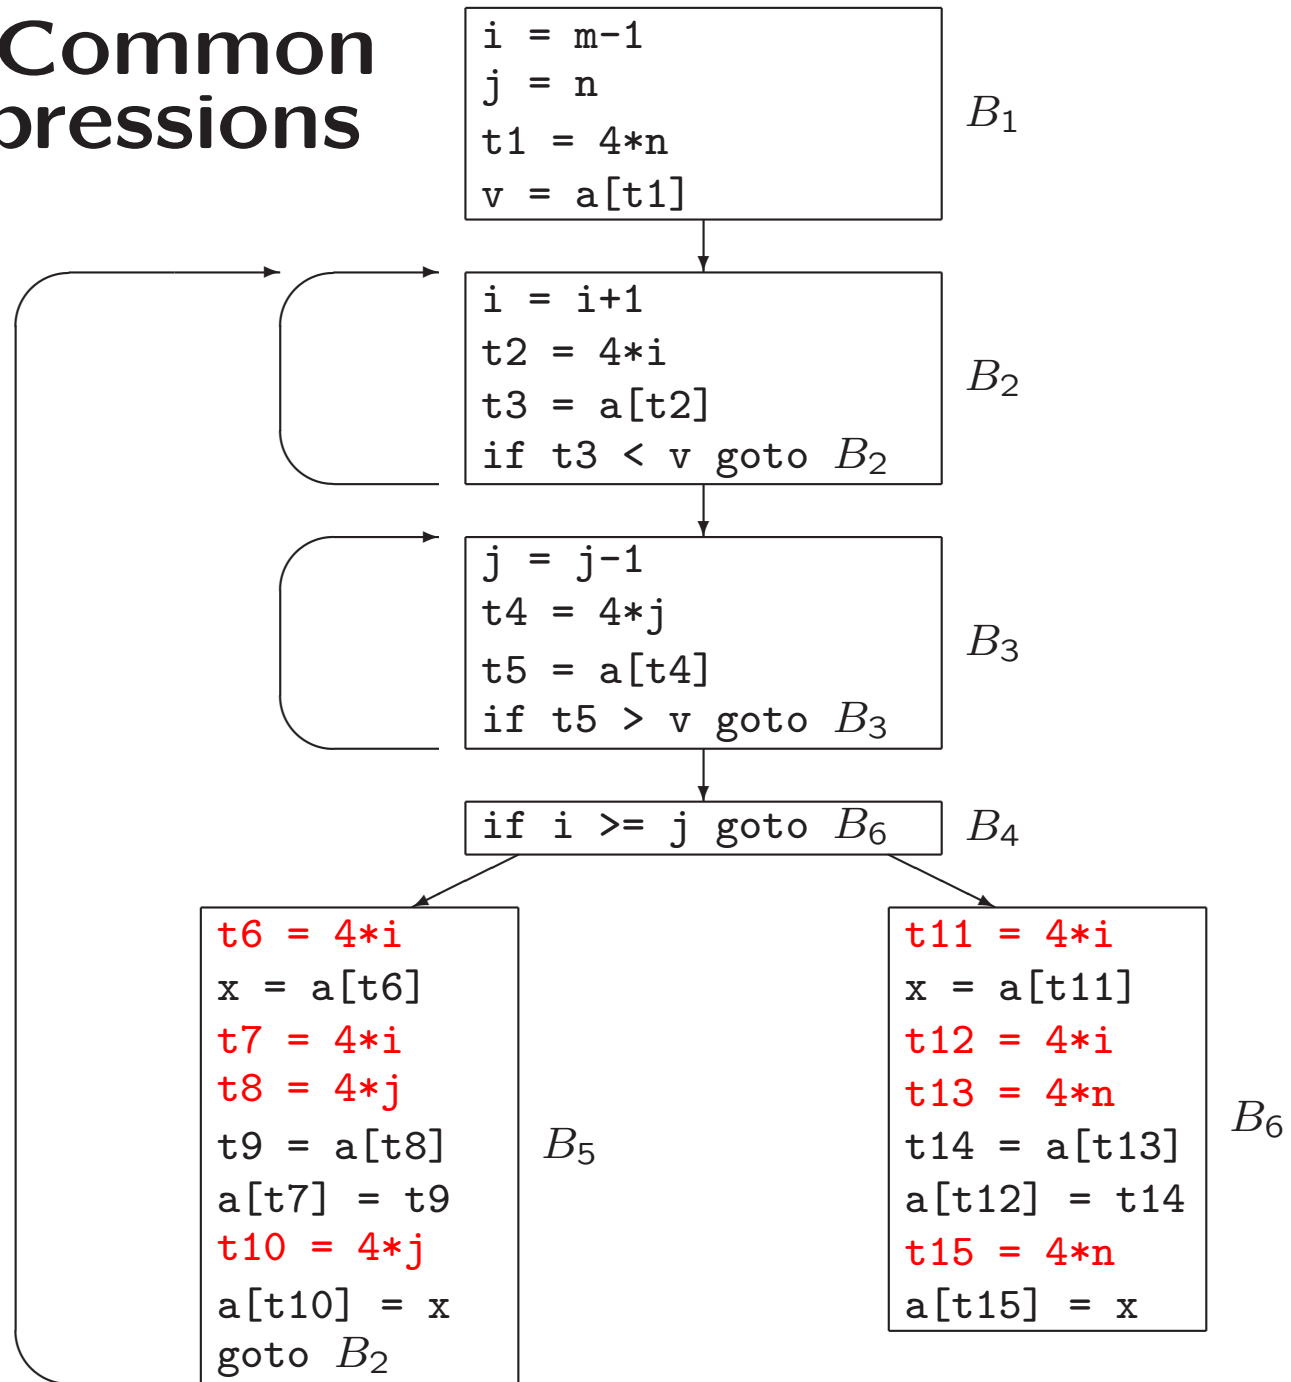 Common
pressions
i = m-1
j = n
t1 = 4*n
v = a[t1]
B1
i = i+1
t2 = 4*i
t3 = a[t2]
if t3 < v goto B2
B2
j = j-1
t4 = 4*j
t5 = a[t4]
if t5 > v goto B3
B3
if i >= j goto B6
B4
t6 = 4*i
x = a[t6]
t7 = 4*i
t8 = 4*j
t9 = a[t8]
a[t7] = t9
t10 = 4*j
a[t10] = x
goto B2
B5
t11 = 4*i
x = a[t11]
t12 = 4*i
t13 = 4*n
t14 = a[t13]
a[t12] = t14
t15 = 4*n
a[t15] = x
B6